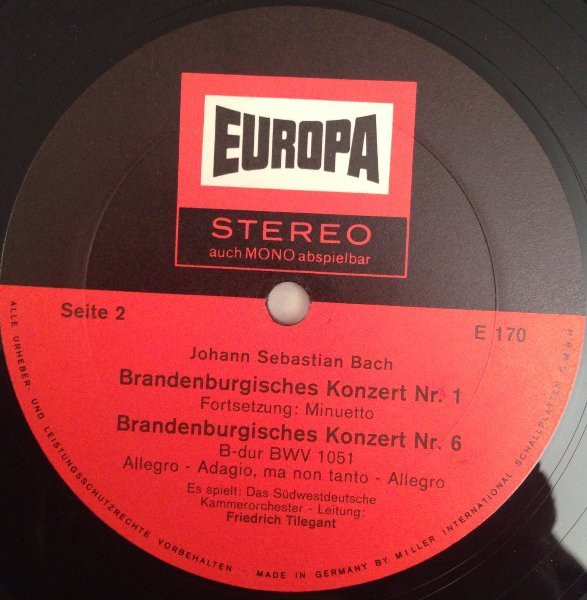 EUROPA
STEREO
auch MONO abspielbar
Seite 2
E 170
Johann Sebastian Bach
Brandenburgisches Konzert Nr. 1
Fortsetzung: Minuetto
Brandenburgisches Konzert Nr. 6
B-dur BWV 1051
Allegro - Adagio, ma non tanto - Allegro
Es spielt: Das Südwestdeutsche
Kammerorchester - Leitung:
Friedrich Tilegant
ALLE URHEBER- UND LEISTUNGSSCHUTZRECHTE VORBEHALTEN · MADE IN GERMANY BY MILLER INTERNATIONAL SCHALLPLATTEN G.M.B.H.